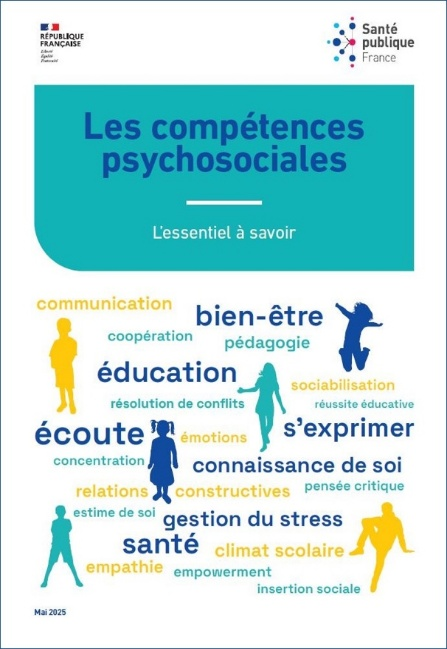 RÉPUBLIQUE
FRANÇAISE
Liberté
Égalité
Fraternité
Santé
publique
France
Les compétences
psychosociales
L'essentiel à savoir
communication
bien-être
coopération
pédagogie
éducation
sociabilisation
résolution de conflits
réussite éducative
écoute
émotions
s'exprimer
concentration
connaissance de soi
relations constructives
pensée critique
estime de soi
gestion du stress
santé
climat scolaire
empathie
empowerment
insertion sociale
Mai 2025